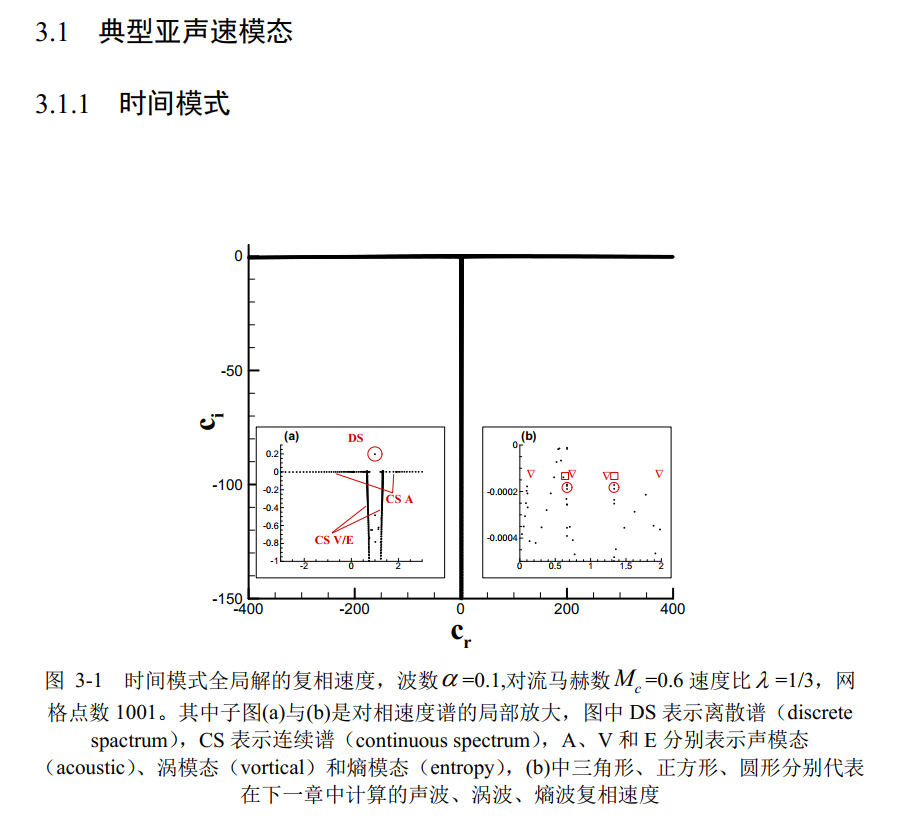 3.1 典型亚声速模态
3.1.1 时间模式
0
-50
-100
-150
c_i
-400
-200
0
200
400
c_r
(a)
DS
0.2
0
-0.2
-0.4
-0.6
-0.8
-1
-2
0
2
CS A
CS V/E
(b)
0
-0.0002
-0.0004
0
0.5
1
1.5
2
图 3-1 时间模式全局解的复相速度，波数α=0.1,对流马赫数M_c=0.6 速度比λ=1/3，网
格点数 1001。其中子图(a)与(b)是对相速度谱的局部放大，图中 DS 表示离散谱（discrete
spactrum），CS 表示连续谱（continuous spectrum），A、V 和 E 分别表示声模态
（acoustic）、涡模态（vortical）和熵模态（entropy），(b)中三角形、正方形、圆形分别代表
在下一章中计算的声波、涡波、熵波复相速度